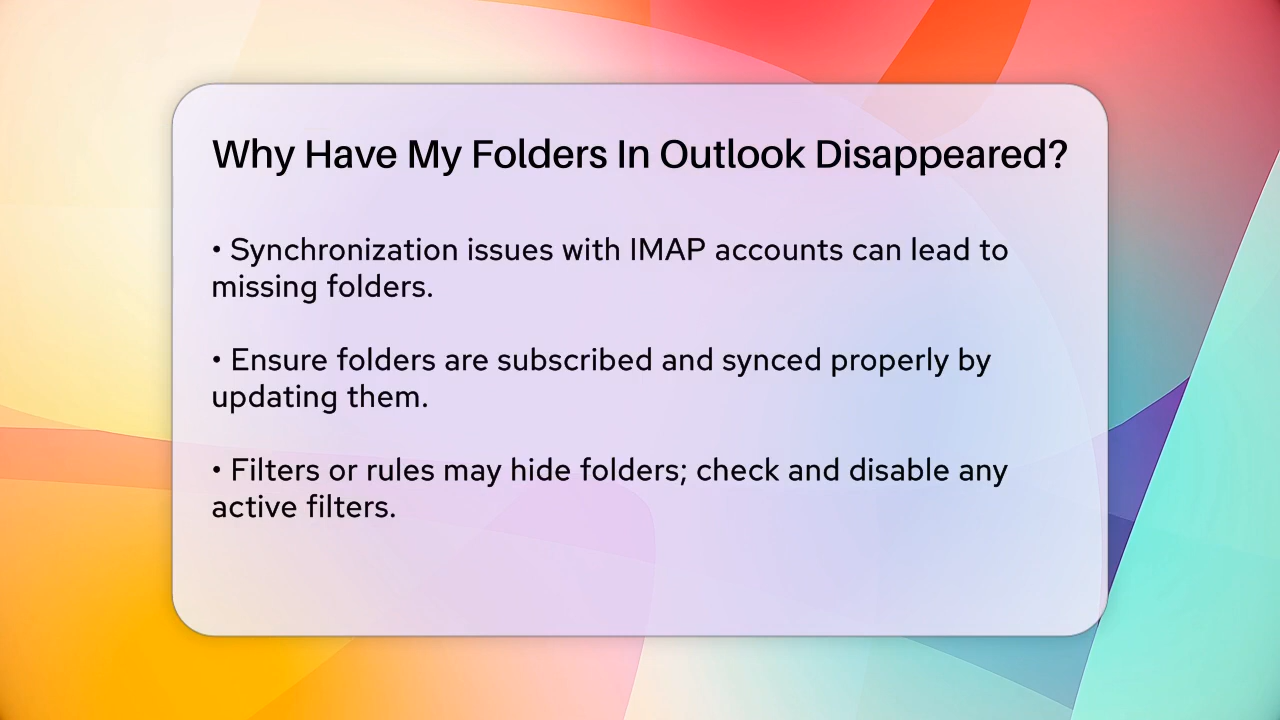 Why Have My Folders In Outlook Disappeared?
• Synchronization issues with IMAP accounts can lead to
missing folders.
• Ensure folders are subscribed and synced properly by
updating them.
• Filters or rules may hide folders; check and disable any
active filters.